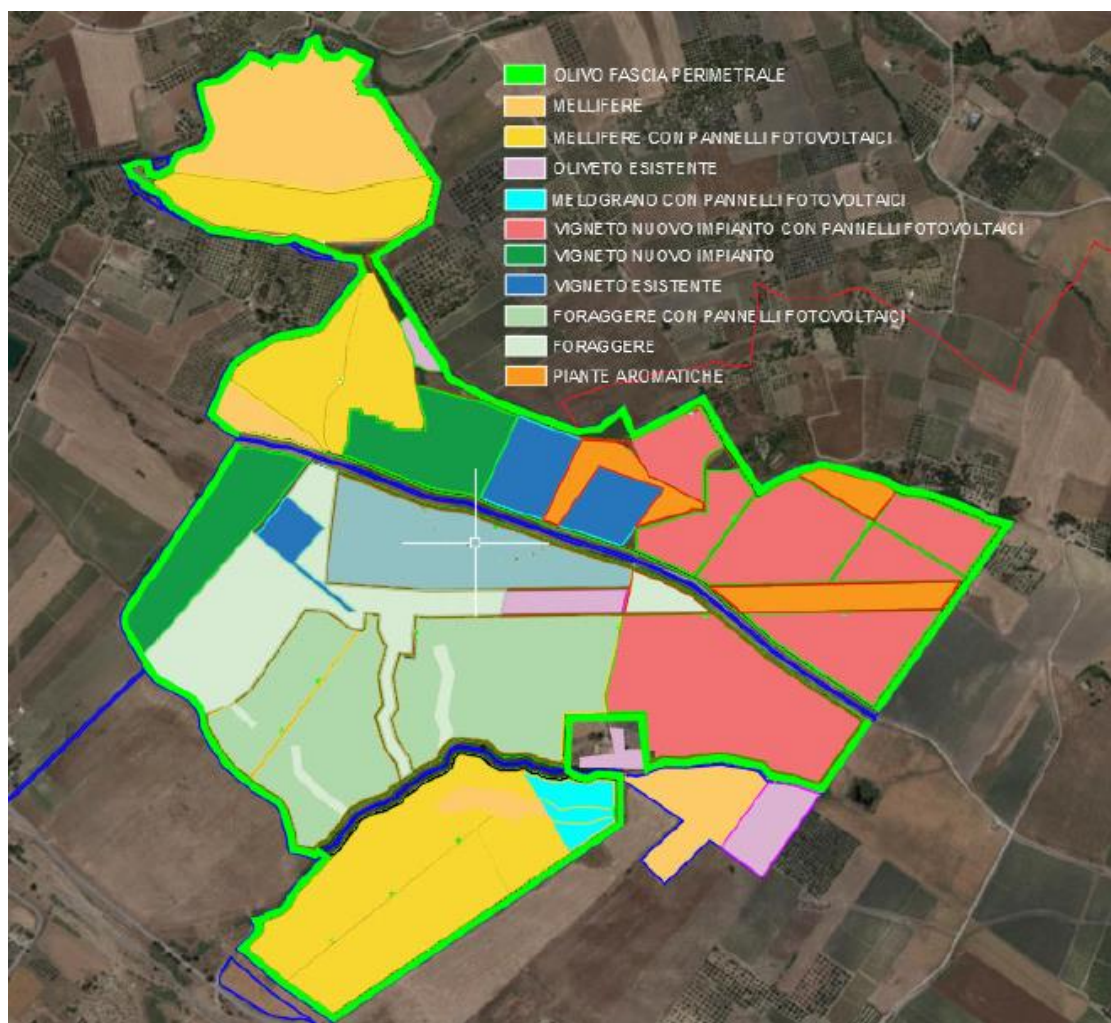 OLIVO FASCIA PERIMETRALE
MELLIFERE
MELLIFERE CON PANNELLI FOTOVOLTAICI
OLIVETO ESISTENTE
MELOGRANO CON PANNELLI FOTOVOLTAICI
VIGNETO NUOVO IMPIANTO CON PANNELLI FOTOVOLTAICI
VIGNETO NUOVO IMPIANTO
VIGNETO ESISTENTE
FORAGGERE CON PANNELLI FOTOVOLTAICI
FORAGGERE
PIANTE AROMATICHE